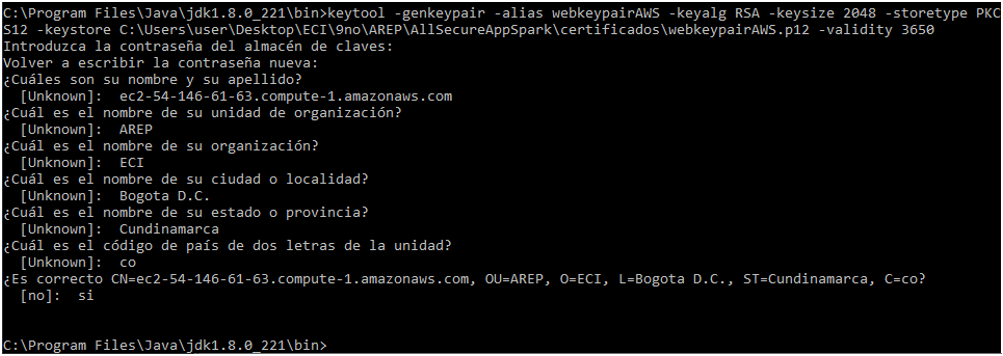 C:\Program Files\Java\jdk1.8.0_221\bin>keytool -genkeypair -alias webkeypairAWS -keyalg RSA -keysize 2048 -storetype PKC
S12 -keystore C:\Users\user\Desktop\ECI\9no\AREP\AllSecureAppSpark\certificados\webkeypairAWS.p12 -validity 3650
Introduzca la contraseña del almacén de claves:
Volver a escribir la contraseña nueva:
¿Cuáles son su nombre y su apellido?
  [Unknown]:  ec2-54-146-61-63.compute-1.amazonaws.com
¿Cuál es el nombre de su unidad de organización?
  [Unknown]:  AREP
¿Cuál es el nombre de su organización?
  [Unknown]:  ECI
¿Cuál es el nombre de su ciudad o localidad?
  [Unknown]:  Bogota D.C.
¿Cuál es el nombre de su estado o provincia?
  [Unknown]:  Cundinamarca
¿Cuál es el código de país de dos letras de la unidad?
  [Unknown]:  co
¿Es correcto CN=ec2-54-146-61-63.compute-1.amazonaws.com, OU=AREP, O=ECI, L=Bogota D.C., ST=Cundinamarca, C=co?
  [no]:  si
C:\Program Files\Java\jdk1.8.0_221\bin>